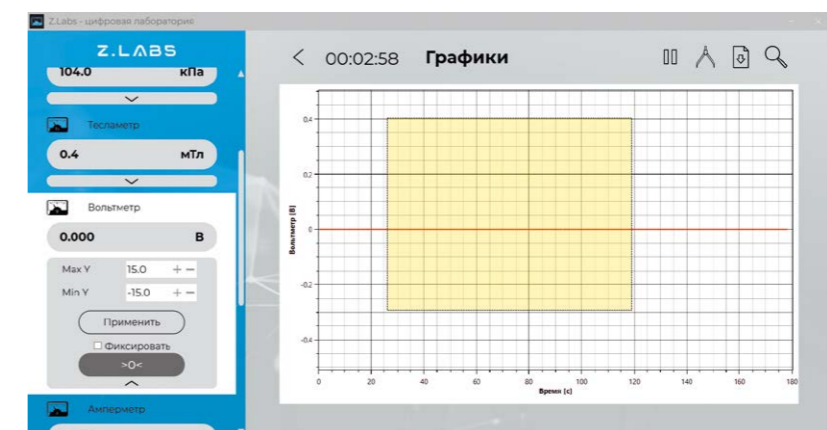 Z.Labs - цифровая лаборатория
Z.LABS
104.0 кПа
Тесламетр
0.4 мТл
Вольтметр
0.000 В
Max Y 15.0 + −
Min Y -15.0 + −
Применить
Фиксировать
>0<
Амперметр
00:02:58 Графики
Вольтметр [В]
0.4
0.2
0
-0.2
-0.4
0 20 40 60 80 100 120 140 160 180
Время [с]